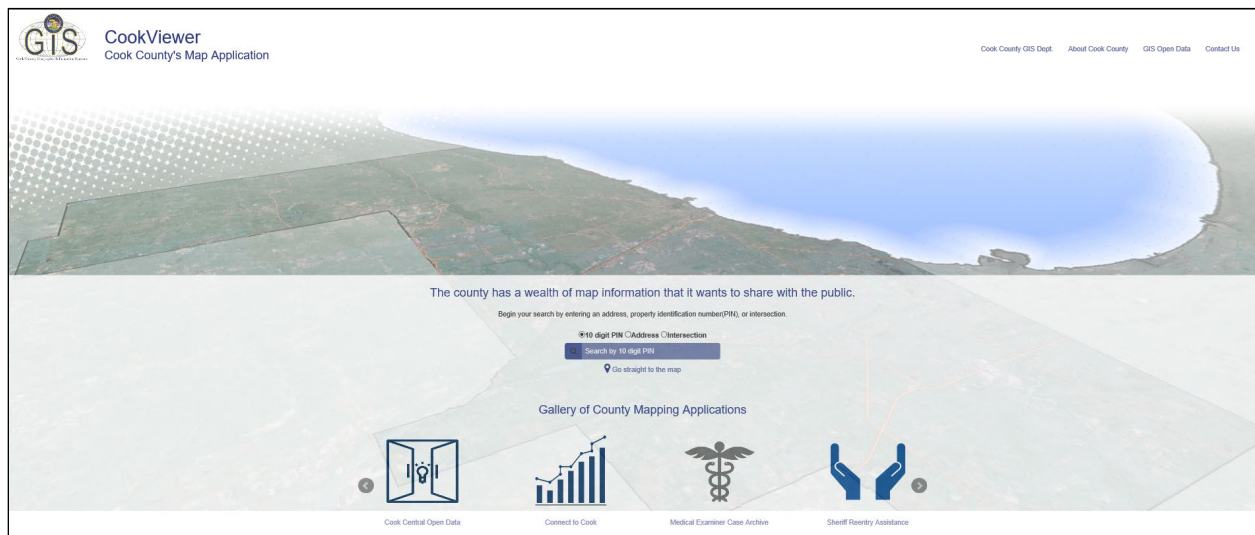 GIS
CookViewer
Cook County's Map Application
Cook County GIS Dept. About Cook County GIS Open Data Contact Us
The county has a wealth of map information that it wants to share with the public.
Begin your search by entering an address, property identification number(PIN), or intersection.
10 digit PIN Address Intersection
Search by 10 digit PIN
Go straight to the map
Gallery of County Mapping Applications
Cook Central Open Data Connect to Cook Medical Examiner Case Archive Sheriff Reentry Assistance